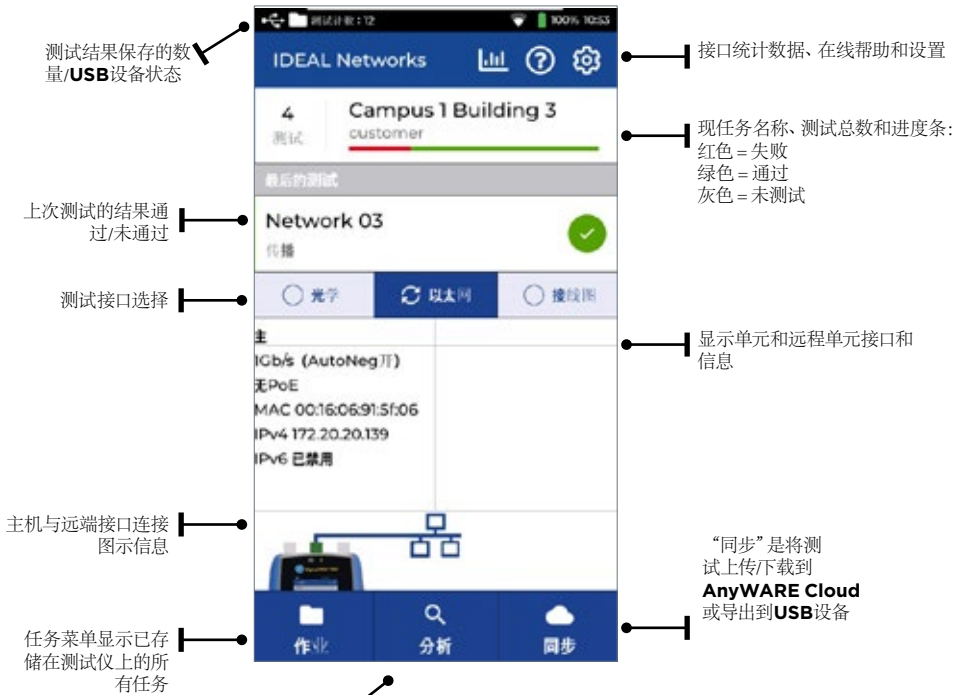 测试计数:12
100% 10:53
测试结果保存的数
量/USB设备状态
IDEAL Networks
接口统计数据、在线帮助和设置
4
测试
Campus 1 Building 3
customer
现任务名称、测试总数和进度条:
红色 = 失败
绿色 = 通过
灰色 = 未测试
最后的测试
上次测试的结果通
过/未通过
Network 03
传播
测试接口选择
光学
以太网
接线图
主
1Gb/s (AutoNeg开)
无PoE
MAC 00:16:06:91:5f:06
IPv4 172.20.20.139
IPv6 已禁用
显示单元和远程单元接口和
信息
主机与远端接口连接
图示信息
“同步”是将测
试上传/下载到
AnyWARE Cloud
或导出到USB设备
任务菜单显示已存
储在测试仪上的所
有任务
作业
分析
同步